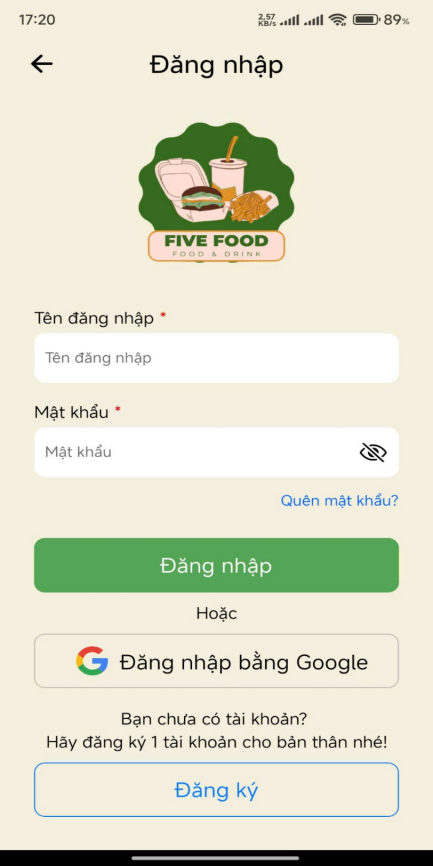 17:20
2,57 KB/s 89%
Đăng nhập
FIVE FOOD
FOOD & DRINK
Tên đăng nhập *
Tên đăng nhập
Mật khẩu *
Mật khẩu
Quên mật khẩu?
Đăng nhập
Hoặc
Đăng nhập bằng Google
Bạn chưa có tài khoản?
Hãy đăng ký 1 tài khoản cho bản thân nhé!
Đăng ký